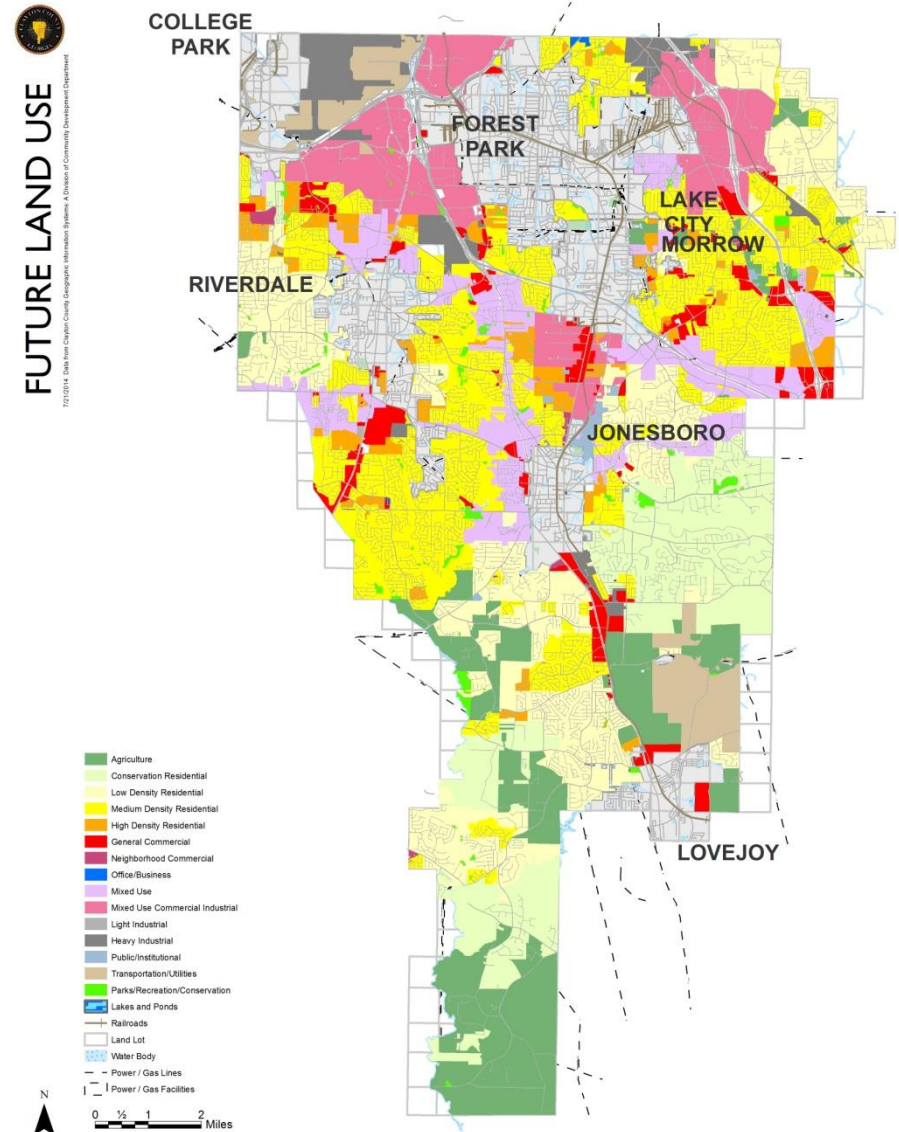 CLAYTON COUNTY
GEORGIA
FUTURE LAND USE
7/21/2014 Data from Clayton County Geographic Information Systems: A Division of Community Development Department
COLLEGE
PARK
FOREST
PARK
LAKE
CITY
MORROW
RIVERDALE
JONESBORO
LOVEJOY
Agriculture
Conservation Residential
Low Density Residential
Medium Density Residential
High Density Residential
General Commercial
Neighborhood Commercial
Office/Business
Mixed Use
Mixed Use Commercial Industrial
Light Industrial
Heavy Industrial
Public/Institutional
Transportation/Utilities
Parks/Recreation/Conservation
Lakes and Ponds
Railroads
Land Lot
Water Body
Power / Gas Lines
Power / Gas Facilities
N
0 ½ 1 2
Miles